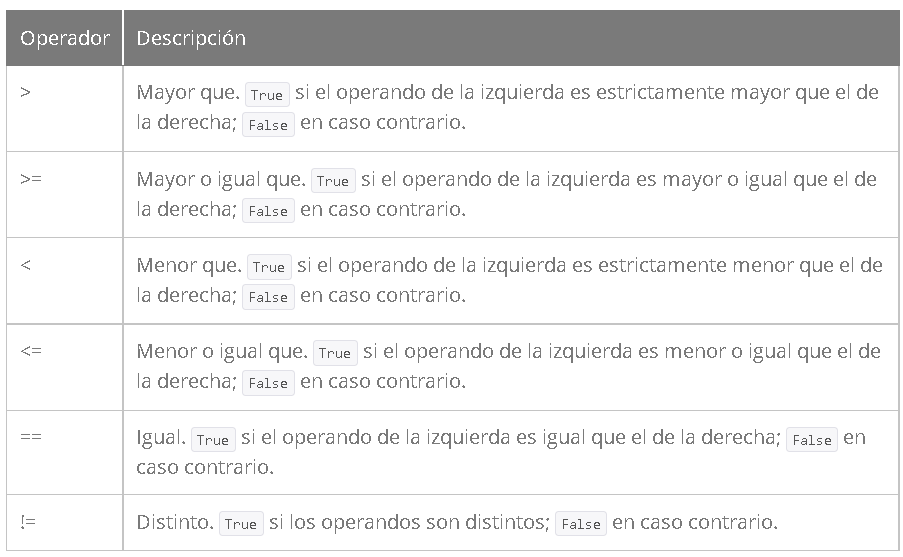 Operador Descripción
> Mayor que. True si el operando de la izquierda es estrictamente mayor que el de
la derecha; False en caso contrario.
>= Mayor o igual que. True si el operando de la izquierda es mayor o igual que el de
la derecha; False en caso contrario.
< Menor que. True si el operando de la izquierda es estrictamente menor que el de
la derecha; False en caso contrario.
<= Menor o igual que. True si el operando de la izquierda es menor o igual que el de
la derecha; False en caso contrario.
== Igual. True si el operando de la izquierda es igual que el de la derecha; False en
caso contrario.
!= Distinto. True si los operandos son distintos; False en caso contrario.